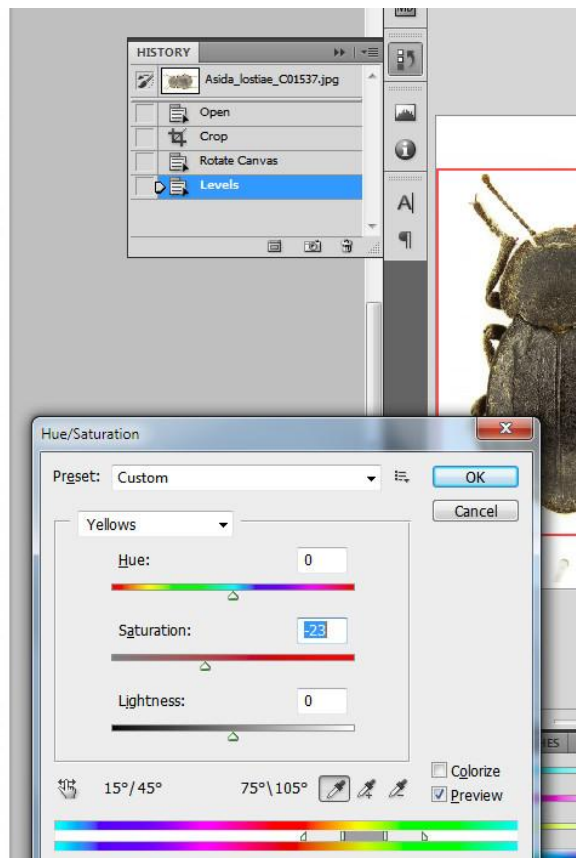 HISTORY
Asida_lostiae_C01537.jpg
Open
Crop
Rotate Canvas
Levels
A
Hue/Saturation
Preset: Custom
OK
Cancel
Yellows
Hue: 0
Saturation: -23
Lightness: 0
Colorize
15°/45° 75°\105°
Preview